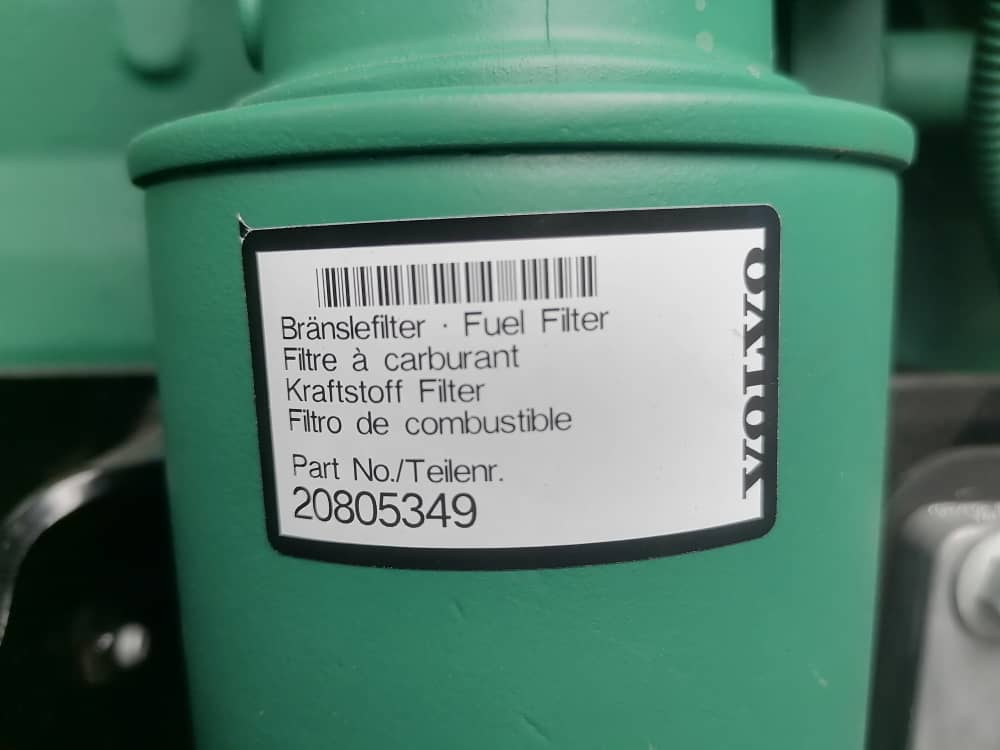 Bränslefilter · Fuel Filter
Filtre à carburant
Kraftstoff Filter
Filtro de combustible
Part No./Teilenr.
20805349
VOLVO